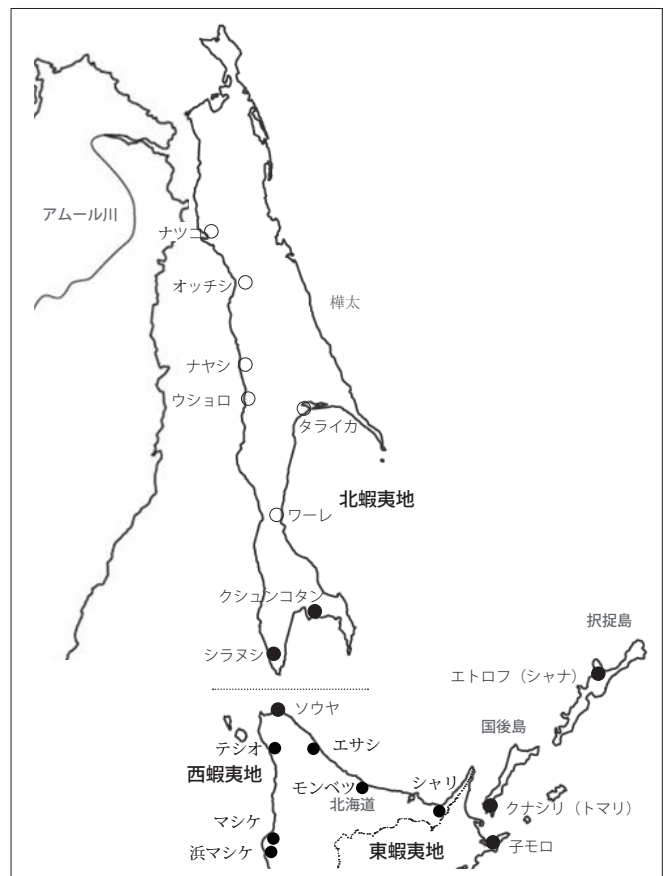 アムール川
ナツコ
オッチシ
樺太
ナヤシ
ウショロ
タライカ
北蝦夷地
ワーレ
クシュンコタン
択捉島
シラヌシ
エトロフ（シャナ）
ソウヤ
国後島
テシオ
エサシ
西蝦夷地
モンベツ
シャリ
北海道
クナシリ（トマリ）
マシケ
子モロ
浜マシケ
東蝦夷地